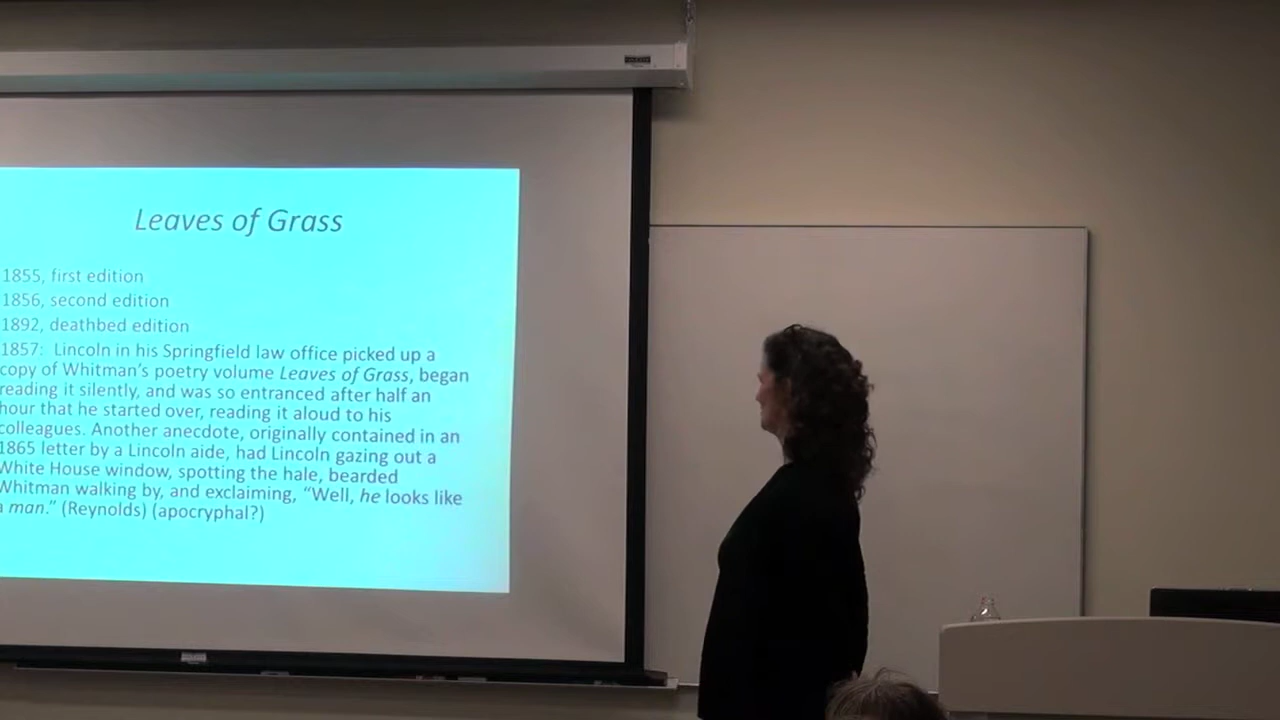 Leaves of Grass
1855, first edition
1856, second edition
1892, deathbed edition
1857: Lincoln in his Springfield law office picked up a
copy of Whitman's poetry volume Leaves of Grass, began
reading it silently, and was so entranced after half an
hour that he started over, reading it aloud to his
colleagues. Another anecdote, originally contained in an
1865 letter by a Lincoln aide, had Lincoln gazing out a
White House window, spotting the hale, bearded
Whitman walking by, and exclaiming, “Well, he looks like
a man.” (Reynolds) (apocryphal?)